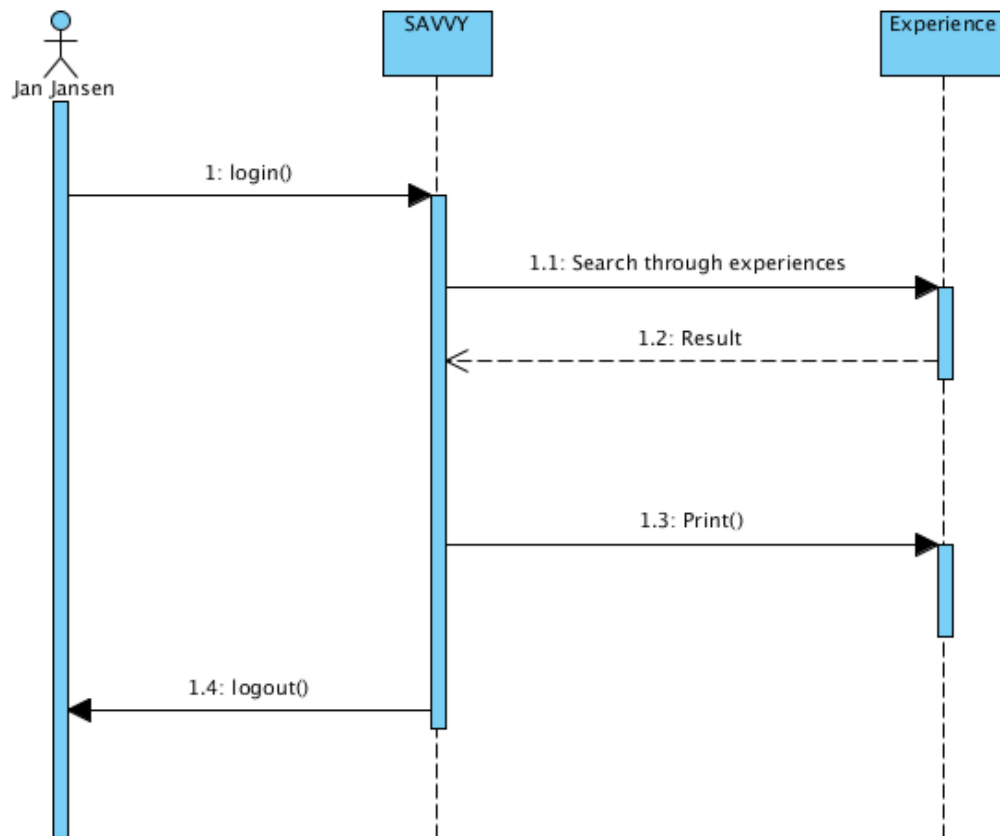 SAVVY
Experience
Jan Jansen
1: login()
1.1: Search through experiences
1.2: Result
1.3: Print()
1.4: logout()